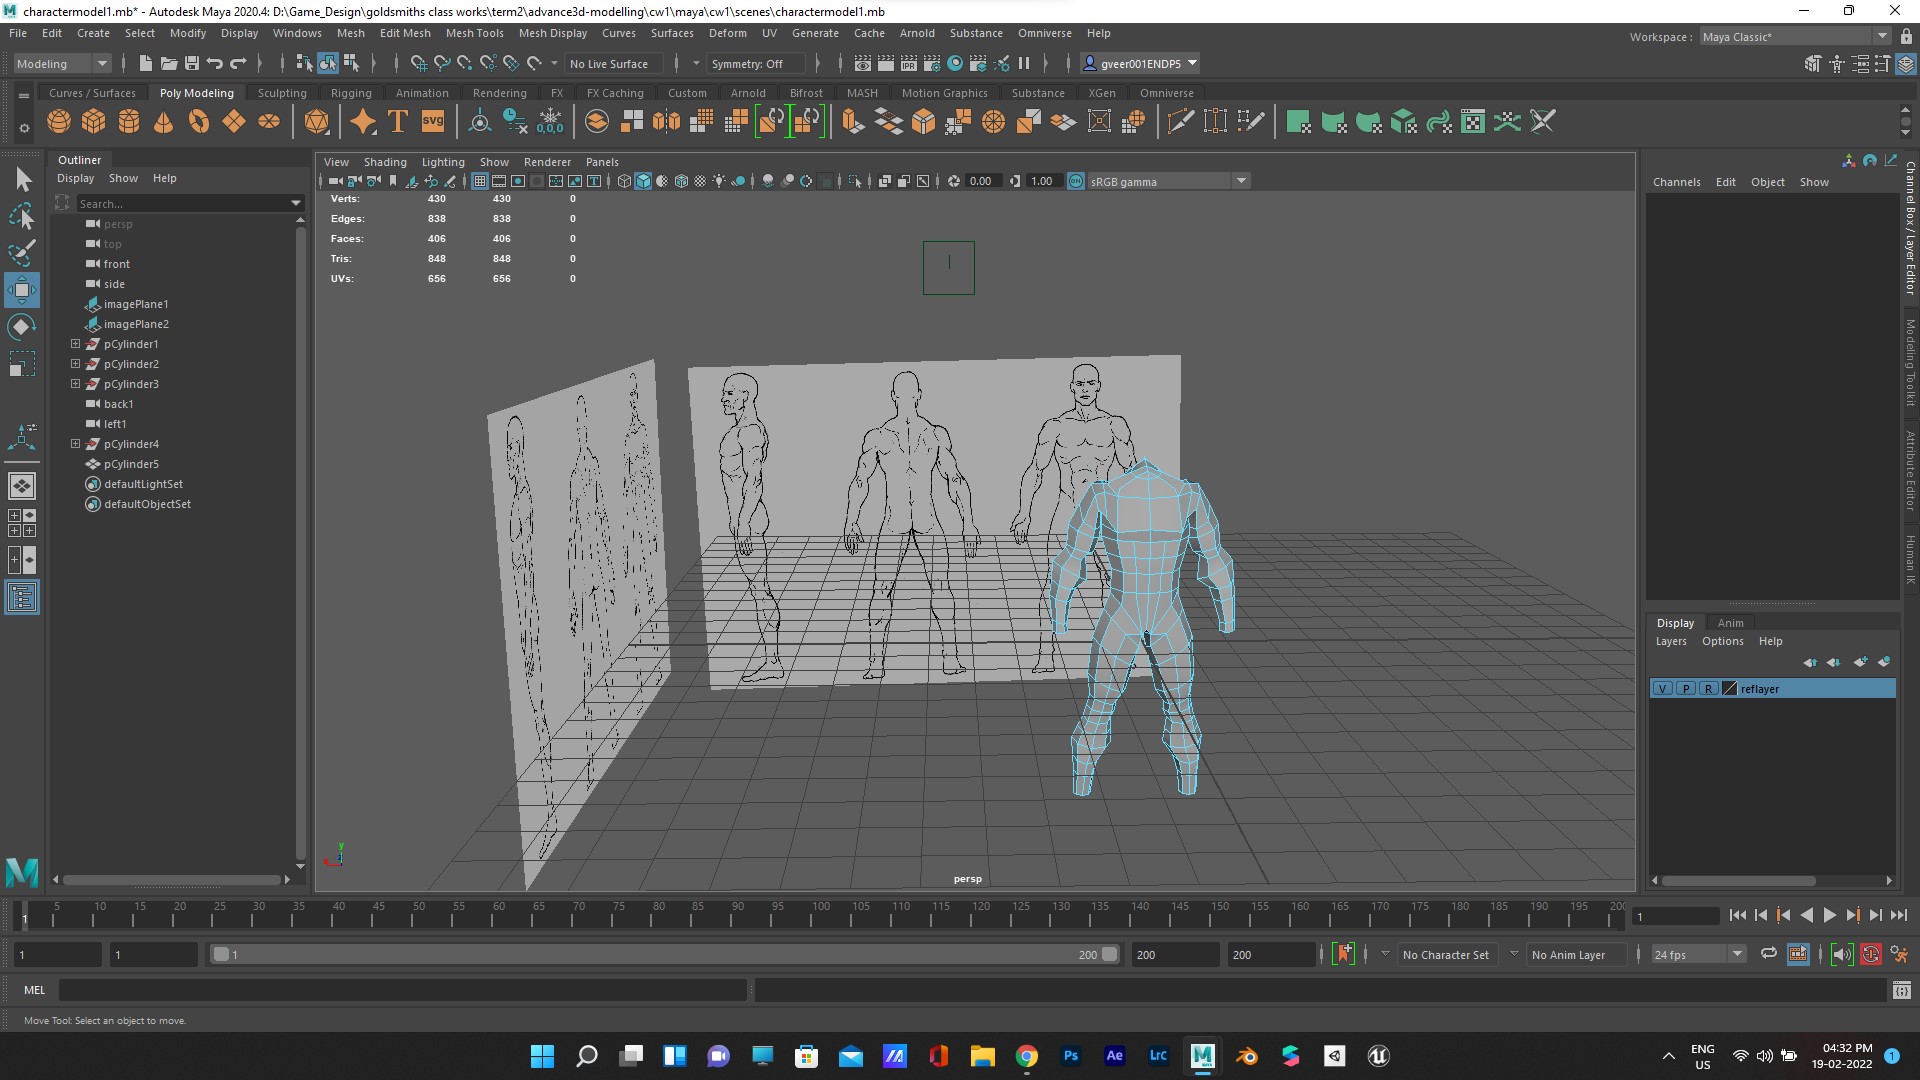 charactermodel1.mb* - Autodesk Maya 2020.4: D:\Game_Design\goldsmiths class works\term2\advance3d-modelling\cw1\maya\cw1\scenes\charactermodel1.mb
File Edit Create Select Modify Display Windows Mesh Edit Mesh Mesh Tools Mesh Display Curves Surfaces Deform UV Generate Cache Arnold Substance Omniverse Help
Workspace : Maya Classic*
Modeling No Live Surface Symmetry: Off IPR gveer001ENDP5
Curves / Surfaces Poly Modeling Sculpting Rigging Animation Rendering FX FX Caching Custom Arnold Bifrost MASH Motion Graphics Substance XGen Omniverse
T svg 0,0,0
Outliner
Display Show Help
Search...
persp
top
front
side
imagePlane1
imagePlane2
pCylinder1
pCylinder2
pCylinder3
back1
left1
pCylinder4
pCylinder5
defaultLightSet
defaultObjectSet
View Shading Lighting Show Renderer Panels
0.00 1.00 ON sRGB gamma
Verts: 430 430 0
Edges: 838 838 0
Faces: 406 406 0
Tris: 848 848 0
UVs: 656 656 0
y
persp
Channels Edit Object Show
Channel Box / Layer Editor
Modeling Toolkit
Attribute Editor
Human IK
Display Anim
Layers Options Help
V P R reflayer
1 5 10 15 20 25 30 35 40 45 50 55 60 65 70 75 80 85 90 95 100 105 110 115 120 125 130 135 140 145 150 155 160 165 170 175 180 185 190 195 200
1
1 1 1 200 200 200 No Character Set No Anim Layer 24 fps
MEL
Move Tool: Select an object to move.
Ps Ae Lrc M
ENG
US
04:32 PM
19-02-2022
1